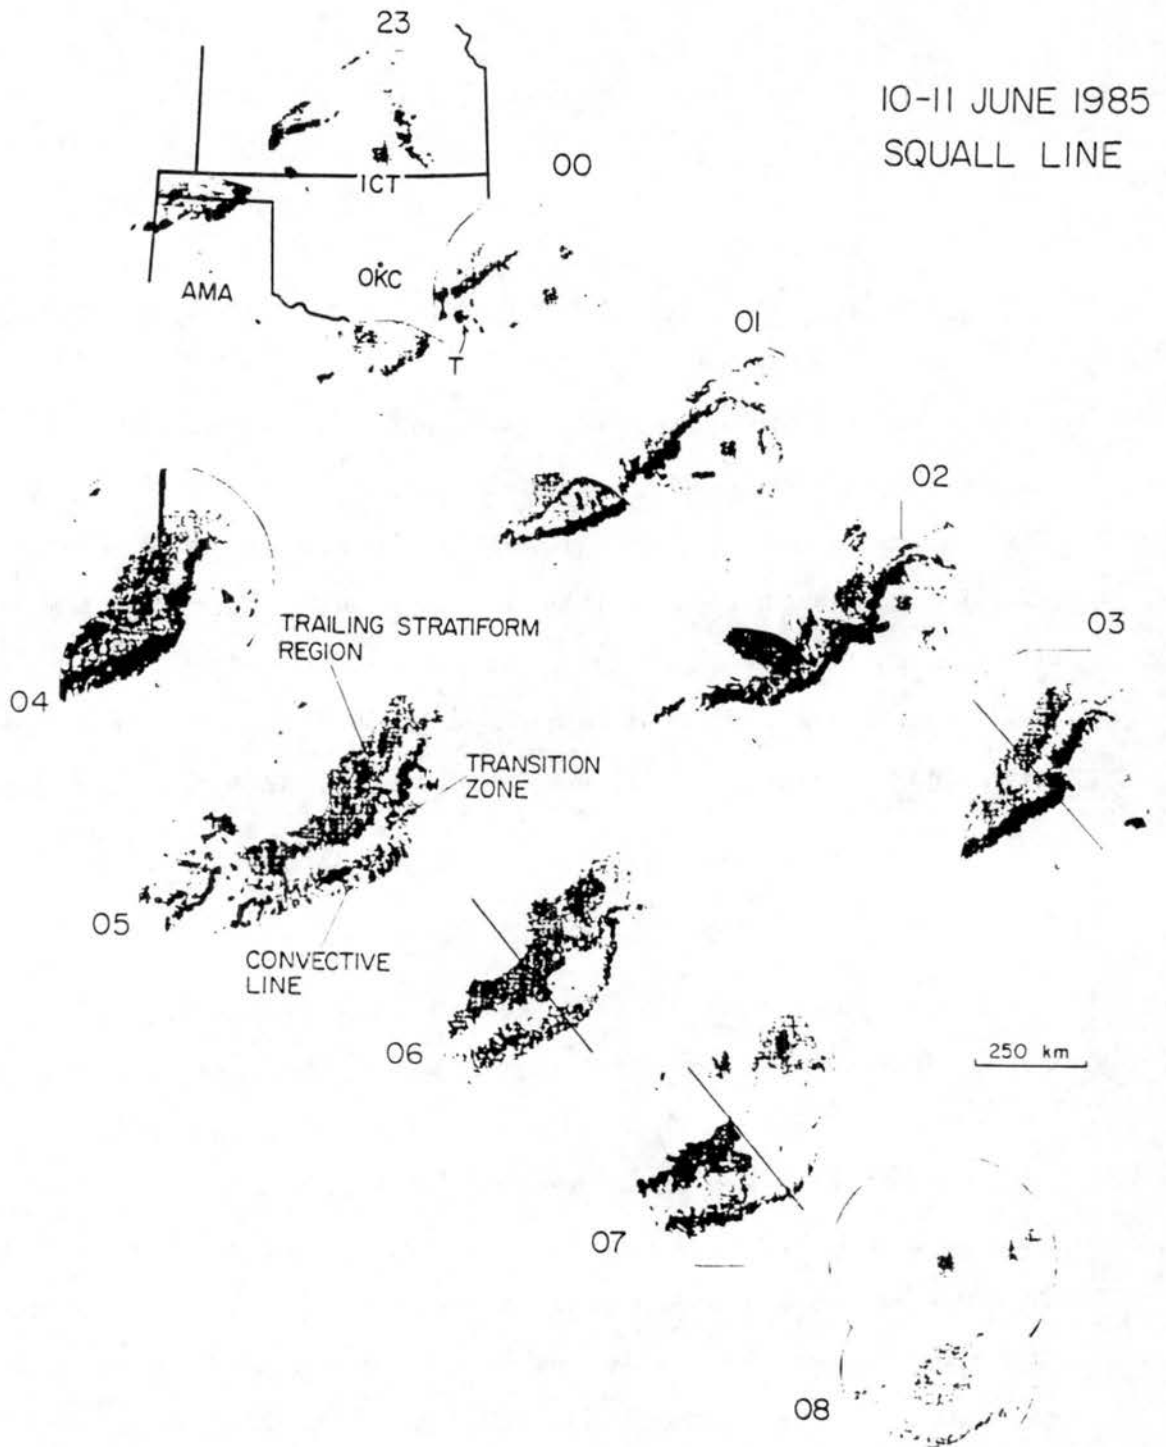 23
10-11 JUNE 1985
SQUALL LINE
00
ICT
OKC
AMA
T
01
02
03
04
TRAILING STRATIFORM
REGION
TRANSITION
ZONE
05
CONVECTIVE
LINE
06
250 km
07
08